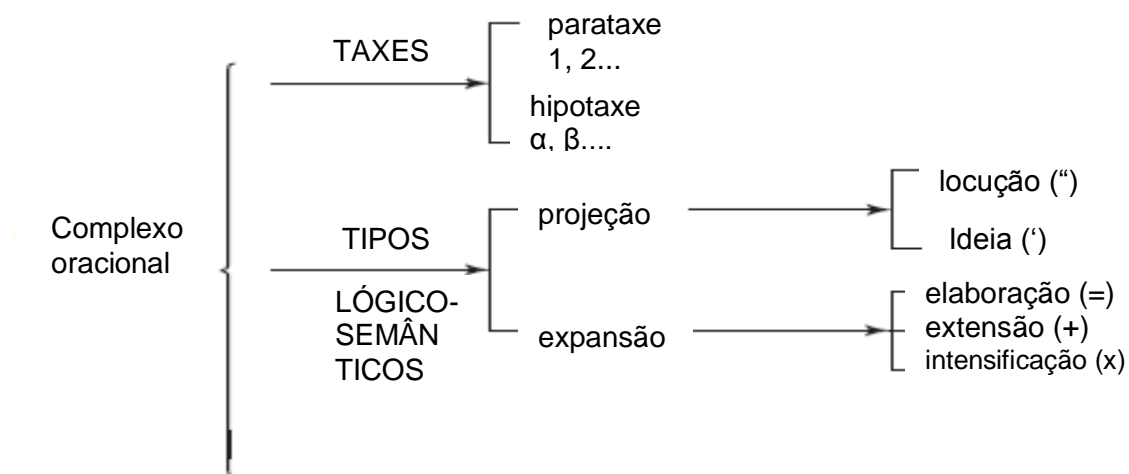 TAXES
parataxe
1, 2...
hipotaxe
α, β....
Complexo
oracional
TIPOS
LÓGICO-
SEMÂN
TICOS
projeção
locução (“)
Ideia (‘)
expansão
elaboração (=)
extensão (+)
intensificação (x)